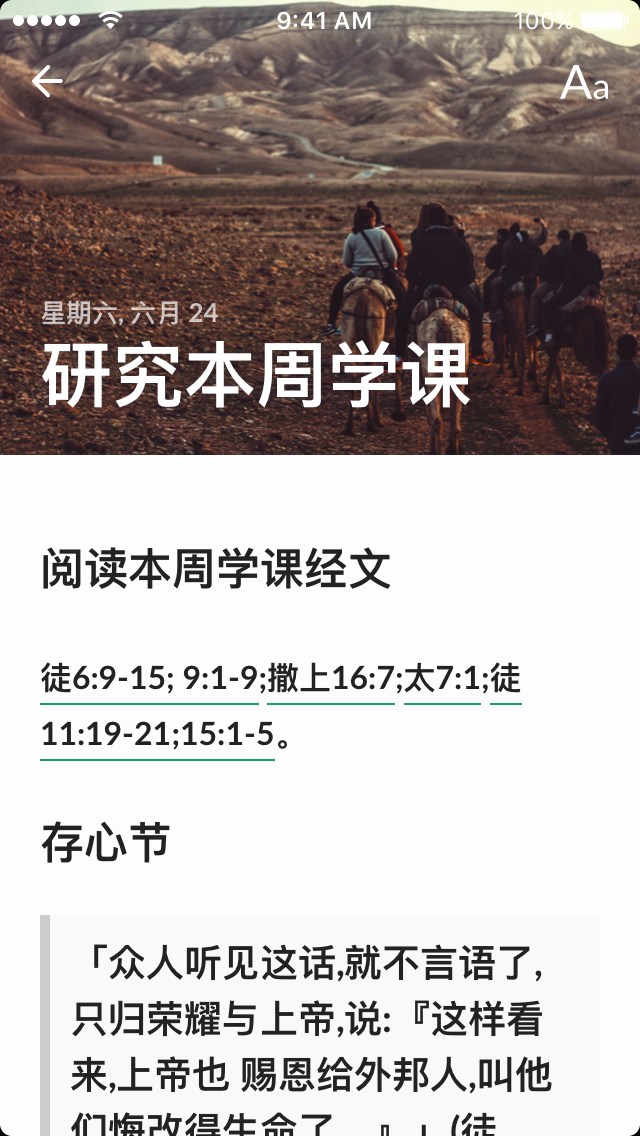 9:41 AM 100%
Aa
星期六, 六月 24
研究本周学课
阅读本周学课经文
徒6:9-15; 9:1-9;撒上16:7;太7:1;徒
11:19-21;15:1-5。
存心节
「众人听见这话,就不言语了,
只归荣耀与上帝,说:『这样看
来,上帝也 赐恩给外邦人,叫他
们悔改得生命了。』」(徒